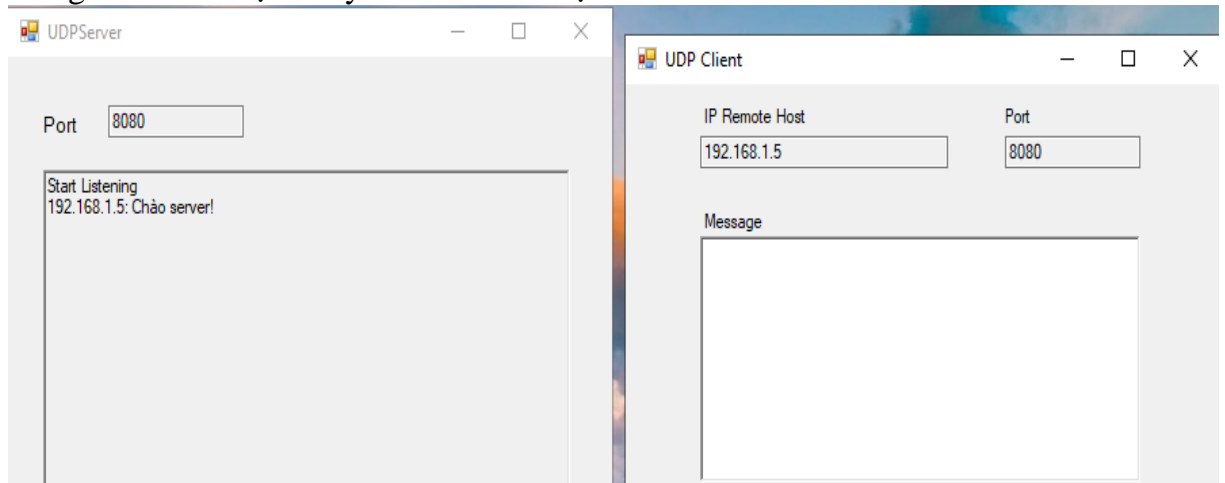 UDPServer
Port 8080
Start Listening
192.168.1.5: Chào server!
UDP Client
IP Remote Host Port
192.168.1.5 8080
Message